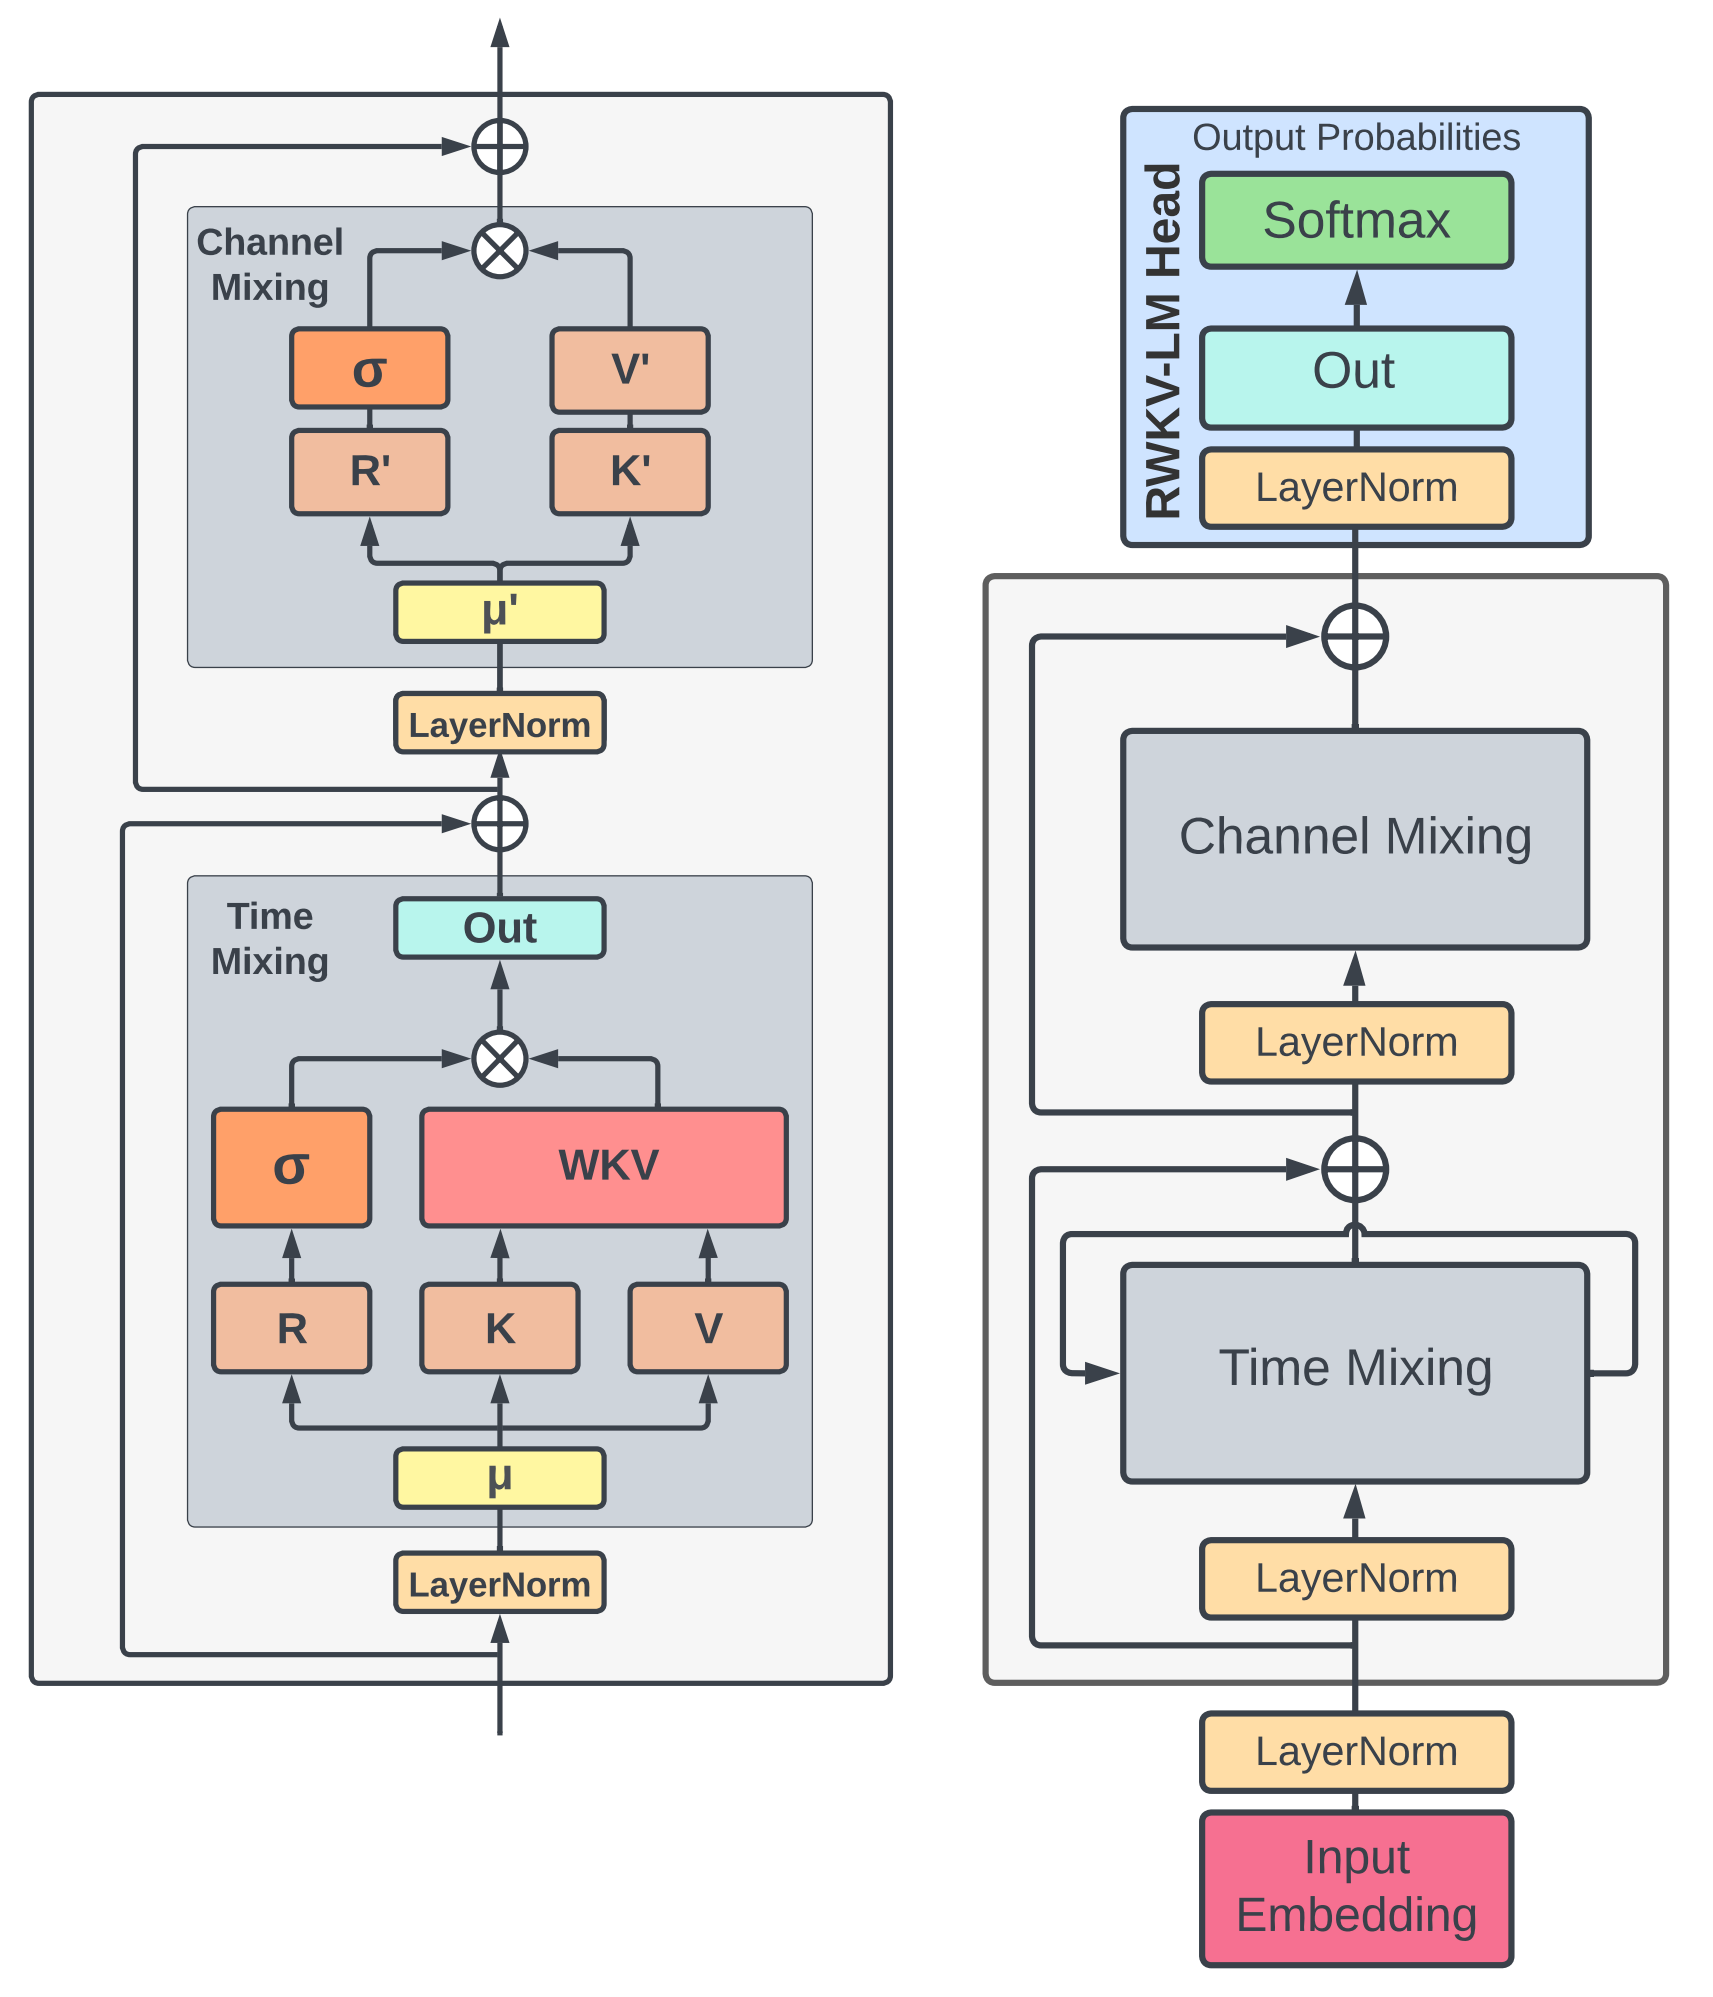 Channel
Mixing
σ
V'
R'
K'
μ'
LayerNorm
Time
Mixing
Out
σ
WKV
R
K
V
μ
LayerNorm
RWKV-LM Head
Output Probabilities
Softmax
Out
LayerNorm
Channel Mixing
LayerNorm
Time Mixing
LayerNorm
LayerNorm
Input
Embedding